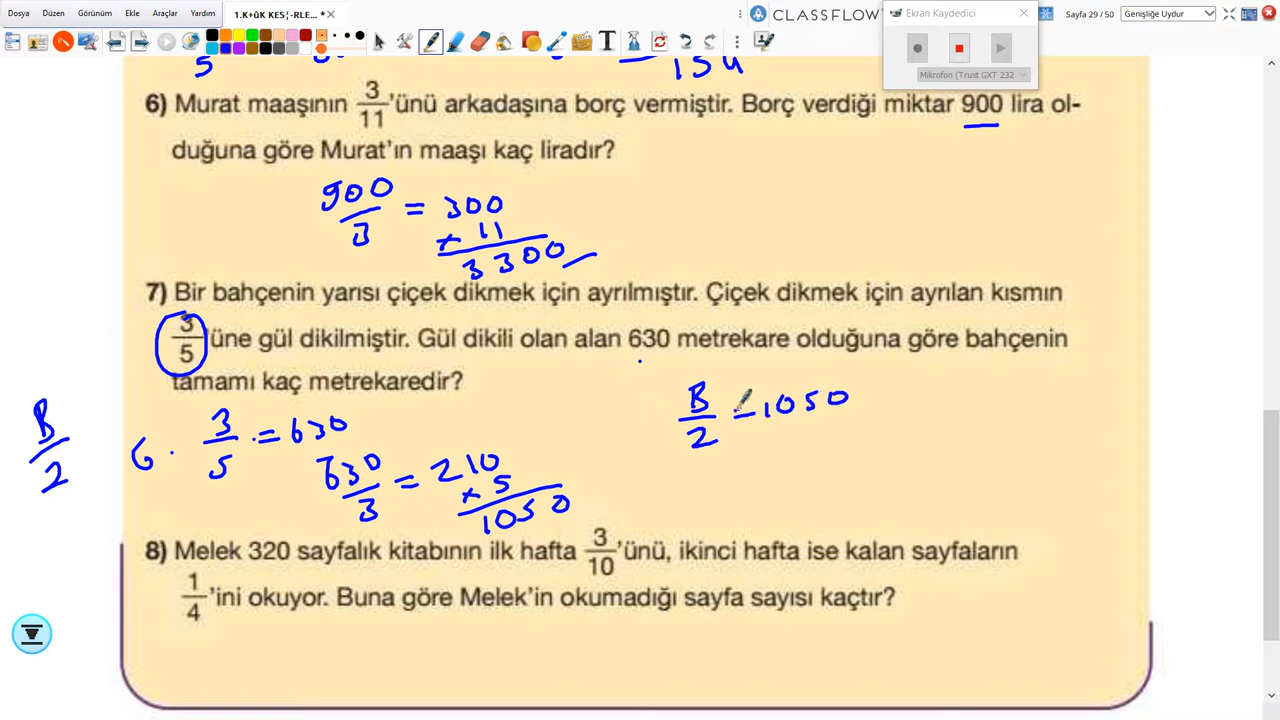 Dosya Düzen Görünüm Ekle Araçlar Yardım
1.K+ûK KES¦-RLE...*
CLASSFLOW
Ekran Kaydedici
Sayfa 29 / 50
Genişliğe Uydur
Mikrofon (Trust GXT 232
5
154
6) Murat maaşının 3/11'ünü arkadaşına borç vermiştir. Borç verdiği miktar 900 lira ol-
duğuna göre Murat'ın maaşı kaç liradır?
900/3 = 300
× 11
3300
7) Bir bahçenin yarısı çiçek dikmek için ayrılmıştır. Çiçek dikmek için ayrılan kısmın
3/5'üne gül dikilmiştir. Gül dikili olan alan 630 metrekare olduğuna göre bahçenin
tamamı kaç metrekaredir?
B/2 = 1050
B/2
6 . 3/5 = 630
630/3 = 210
× 5
1050
8) Melek 320 sayfalık kitabının ilk hafta 3/10'ünü, ikinci hafta ise kalan sayfaların
1/4'ini okuyor. Buna göre Melek'in okumadığı sayfa sayısı kaçtır?